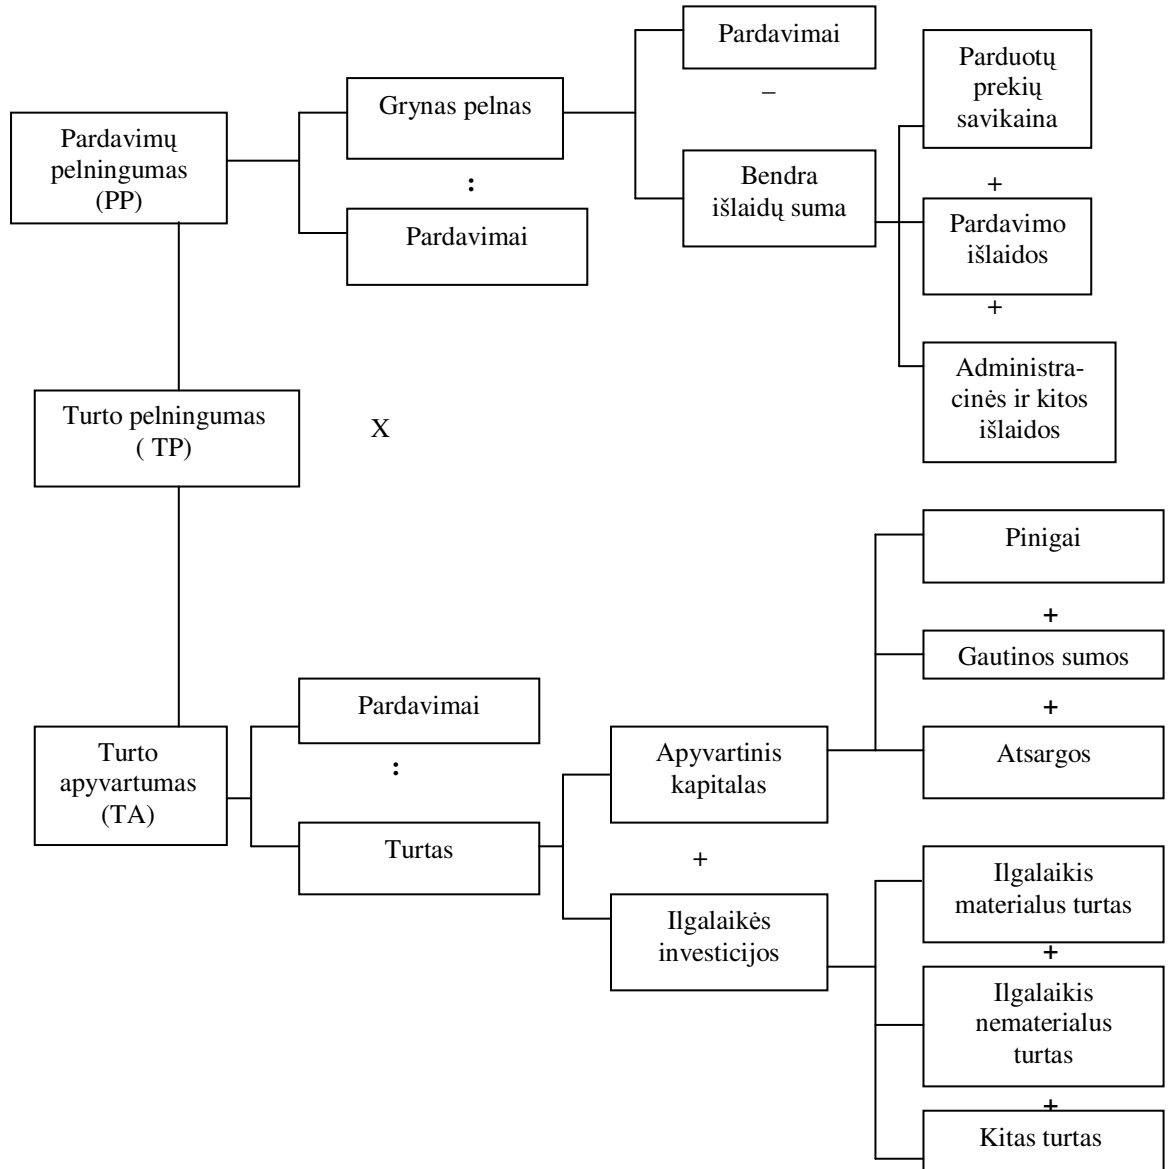 Pardavimai
–
Parduotų
prekių
savikaina
Grynas pelnas
Pardavimų
pelningumas
(PP)
:
Bendra
išlaidų suma
+
Pardavimai
Pardavimo
išlaidos
+
Administra-
cinės ir kitos
išlaidos
Turto pelningumas
( TP)
X
Pinigai
+
Gautinos sumos
+
Pardavimai
Turto
apyvartumas
(TA)
:
Apyvartinis
kapitalas
Atsargos
Turtas
+
Ilgalaikis
materialus turtas
Ilgalaikės
investicijos
+
Ilgalaikis
nematerialus
turtas
+
Kitas turtas